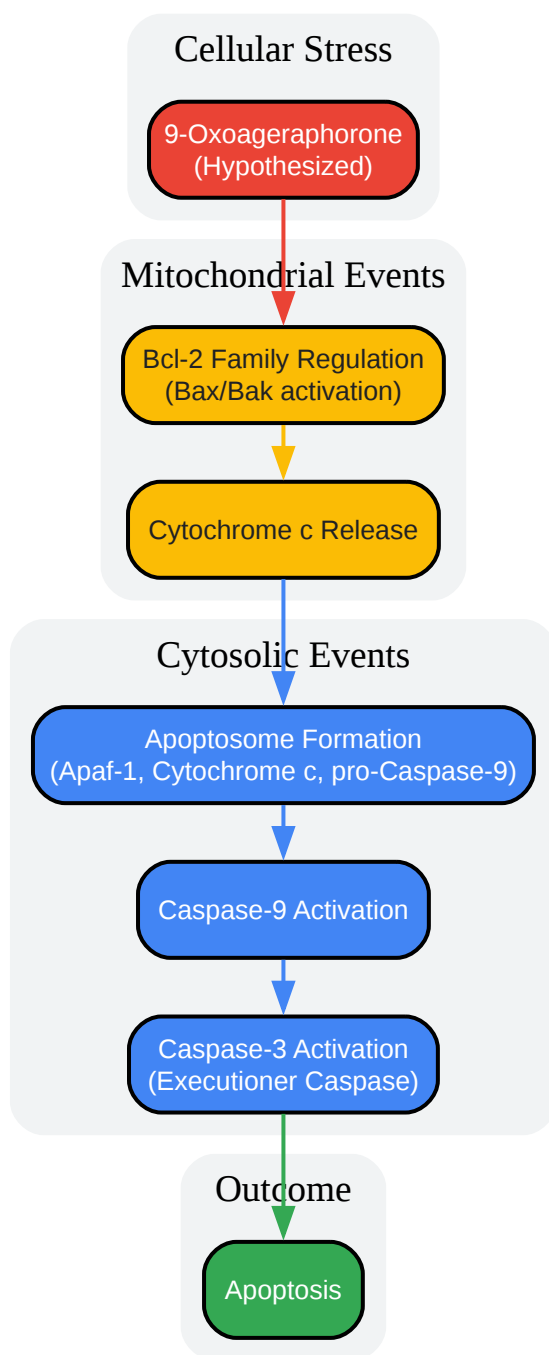 Cellular Stress
9-Oxoageraphorone
(Hypothesized)
Mitochondrial Events
Bcl-2 Family Regulation
(Bax/Bak activation)
Cytochrome c Release
Cytosolic Events
Apoptosome Formation
(Apaf-1, Cytochrome c, pro-Caspase-9)
Caspase-9 Activation
Caspase-3 Activation
(Executioner Caspase)
Outcome
Apoptosis